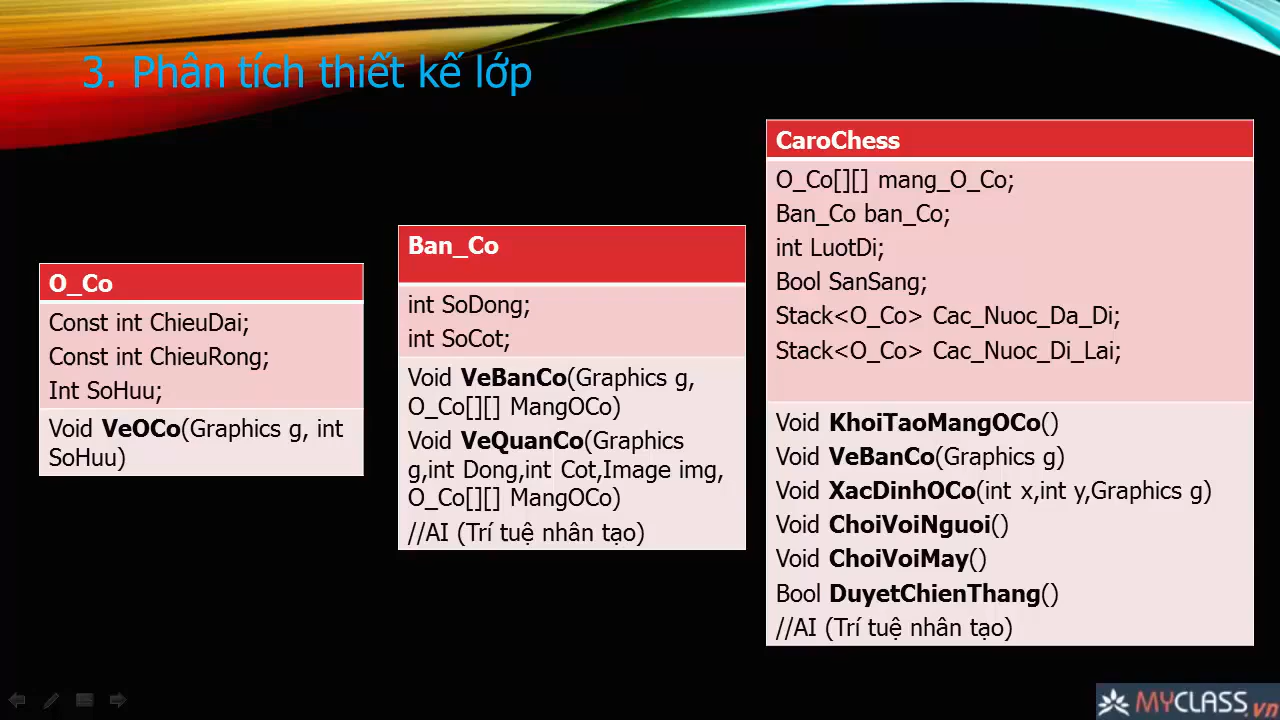 3. Phân tích thiết kế lớp
O_Co
Const int ChieuDai;
Const int ChieuRong;
Int SoHuu;
Void VeOCo(Graphics g, int
SoHuu)
Ban_Co
int SoDong;
int SoCot;
Void VeBanCo(Graphics g,
O_Co[][] MangOCo)
Void VeQuanCo(Graphics
g,int Dong,int Cot,Image img,
O_Co[][] MangOCo)
//AI (Trí tuệ nhân tạo)
CaroChess
O_Co[][] mang_O_Co;
Ban_Co ban_Co;
int LuotDi;
Bool SanSang;
Stack<O_Co> Cac_Nuoc_Da_Di;
Stack<O_Co> Cac_Nuoc_Di_Lai;
Void KhoiTaoMangOCo()
Void VeBanCo(Graphics g)
Void XacDinhOCo(int x,int y,Graphics g)
Void ChoiVoiNguoi()
Void ChoiVoiMay()
Bool DuyetChienThang()
//AI (Trí tuệ nhân tạo)
MYCLASS.vn